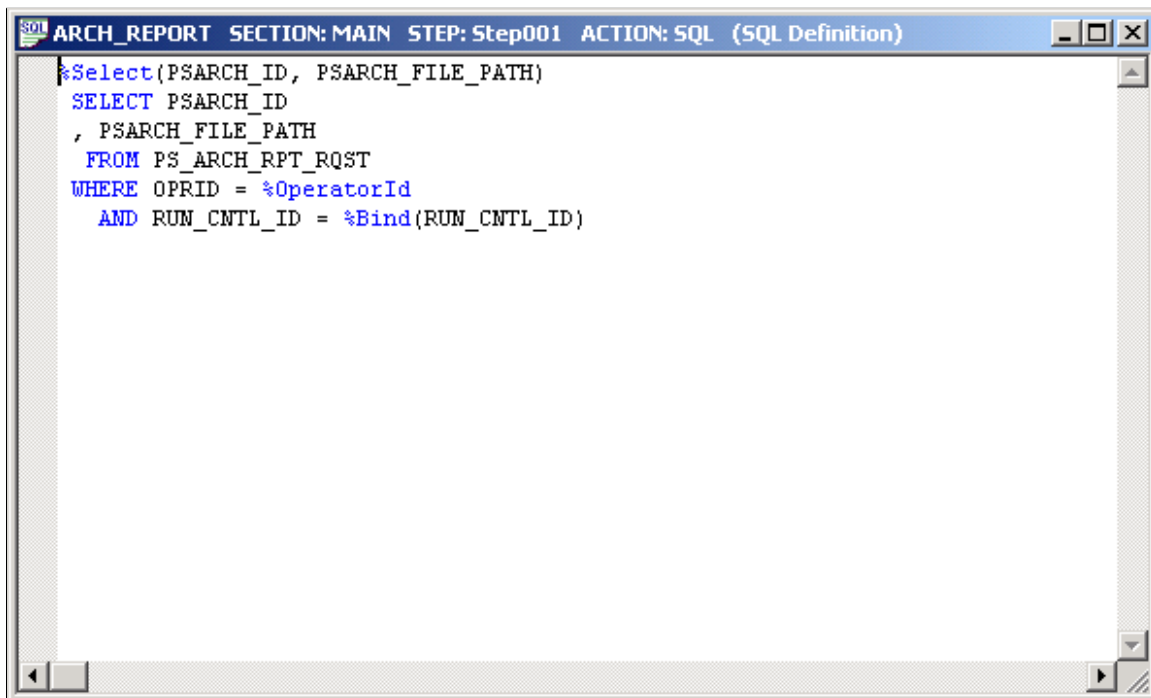 SQL ARCH_REPORT SECTION: MAIN STEP: Step001 ACTION: SQL (SQL Definition)
%Select(PSARCH_ID, PSARCH_FILE_PATH)
SELECT PSARCH_ID
, PSARCH_FILE_PATH
FROM PS_ARCH_RPT_RQST
WHERE OPRID = %OperatorId
AND RUN_CNTL_ID = %Bind(RUN_CNTL_ID)